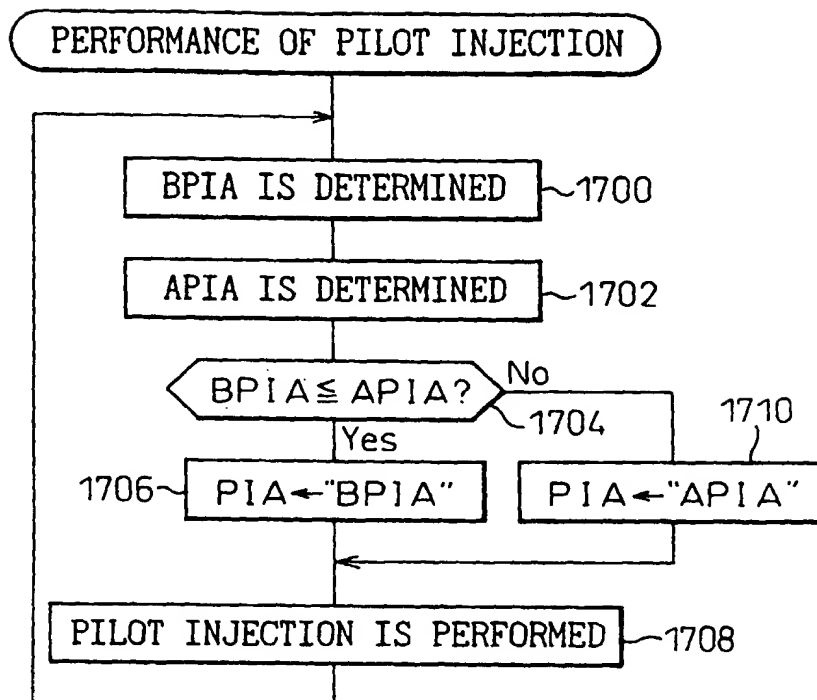 PERFORMANCE OF PILOT INJECTION
BPIA IS DETERMINED
1700
APIA IS DETERMINED
1702
BPIA≦APIA?
No
1704
Yes
1710
1706
PIA←"BPIA"
PIA←"APIA"
PILOT INJECTION IS PERFORMED
1708